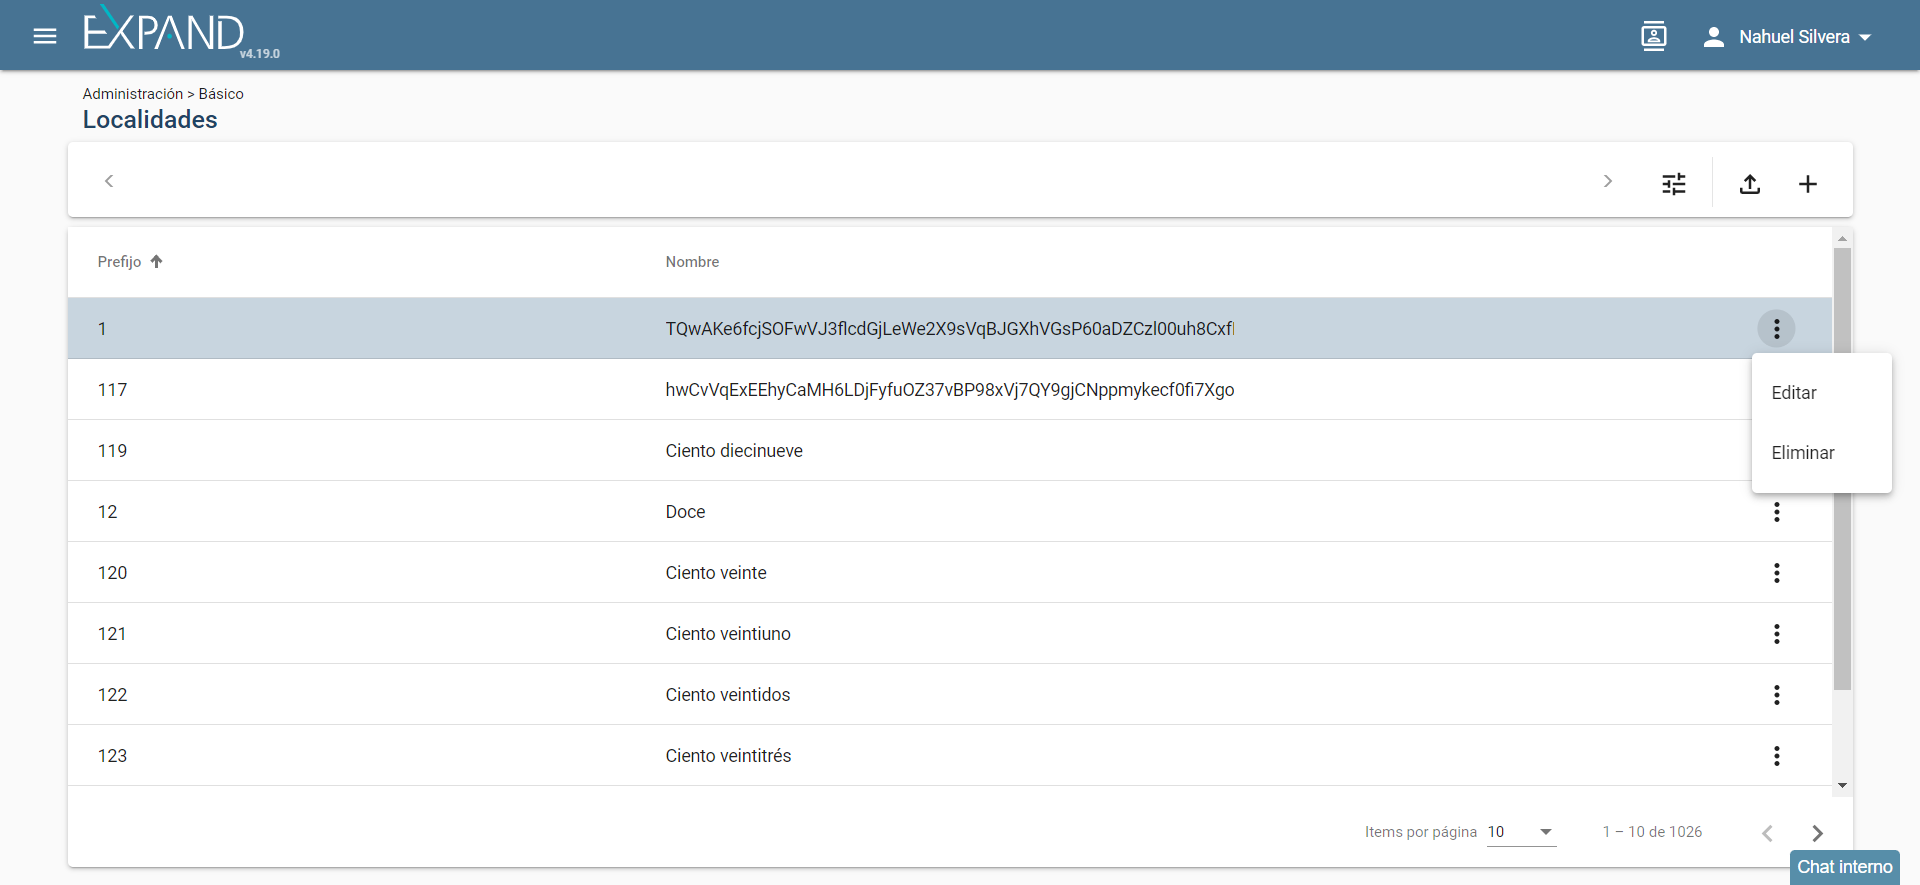 EXPAND
v4.19.0
Nahuel Silvera
Administración > Básico
Localidades
Prefijo Nombre
1 TQwAKe6fcjSOFwVJ3flcdGjLeWe2X9sVqBJGXhVGsP60aDZCzl00uh8Cxfl
117 hwCvVqExEEhyCaMH6LDjFyfuOZ37vBP98xVj7QY9gjCNppmykecf0fi7Xgo
Editar
119 Ciento diecinueve
Eliminar
12 Doce
120 Ciento veinte
121 Ciento veintiuno
122 Ciento veintidos
123 Ciento veintitrés
Items por página 10 1 – 10 de 1026
Chat interno